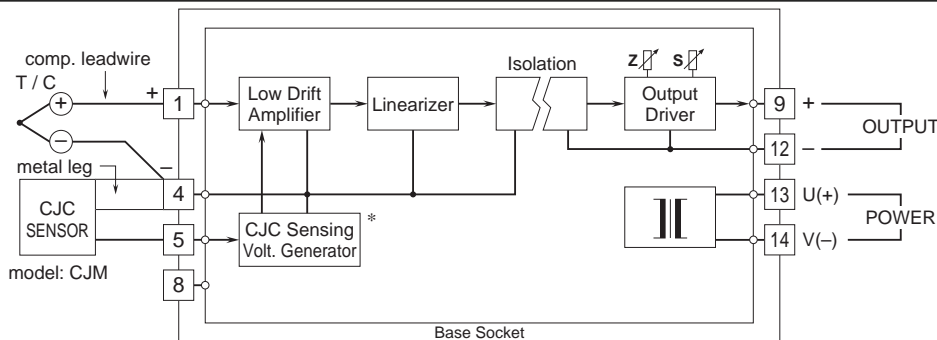 comp. leadwire
T / C
+
–
+
–
metal leg
CJC
SENSOR
model: CJM
1
4
5
8
Low Drift
Amplifier
Linearizer
Isolation
Z
S
Output
Driver
CJC Sensing
Volt. Generator
*
9
+
12
–
OUTPUT
13
U(+)
14
V(–)
POWER
Base Socket